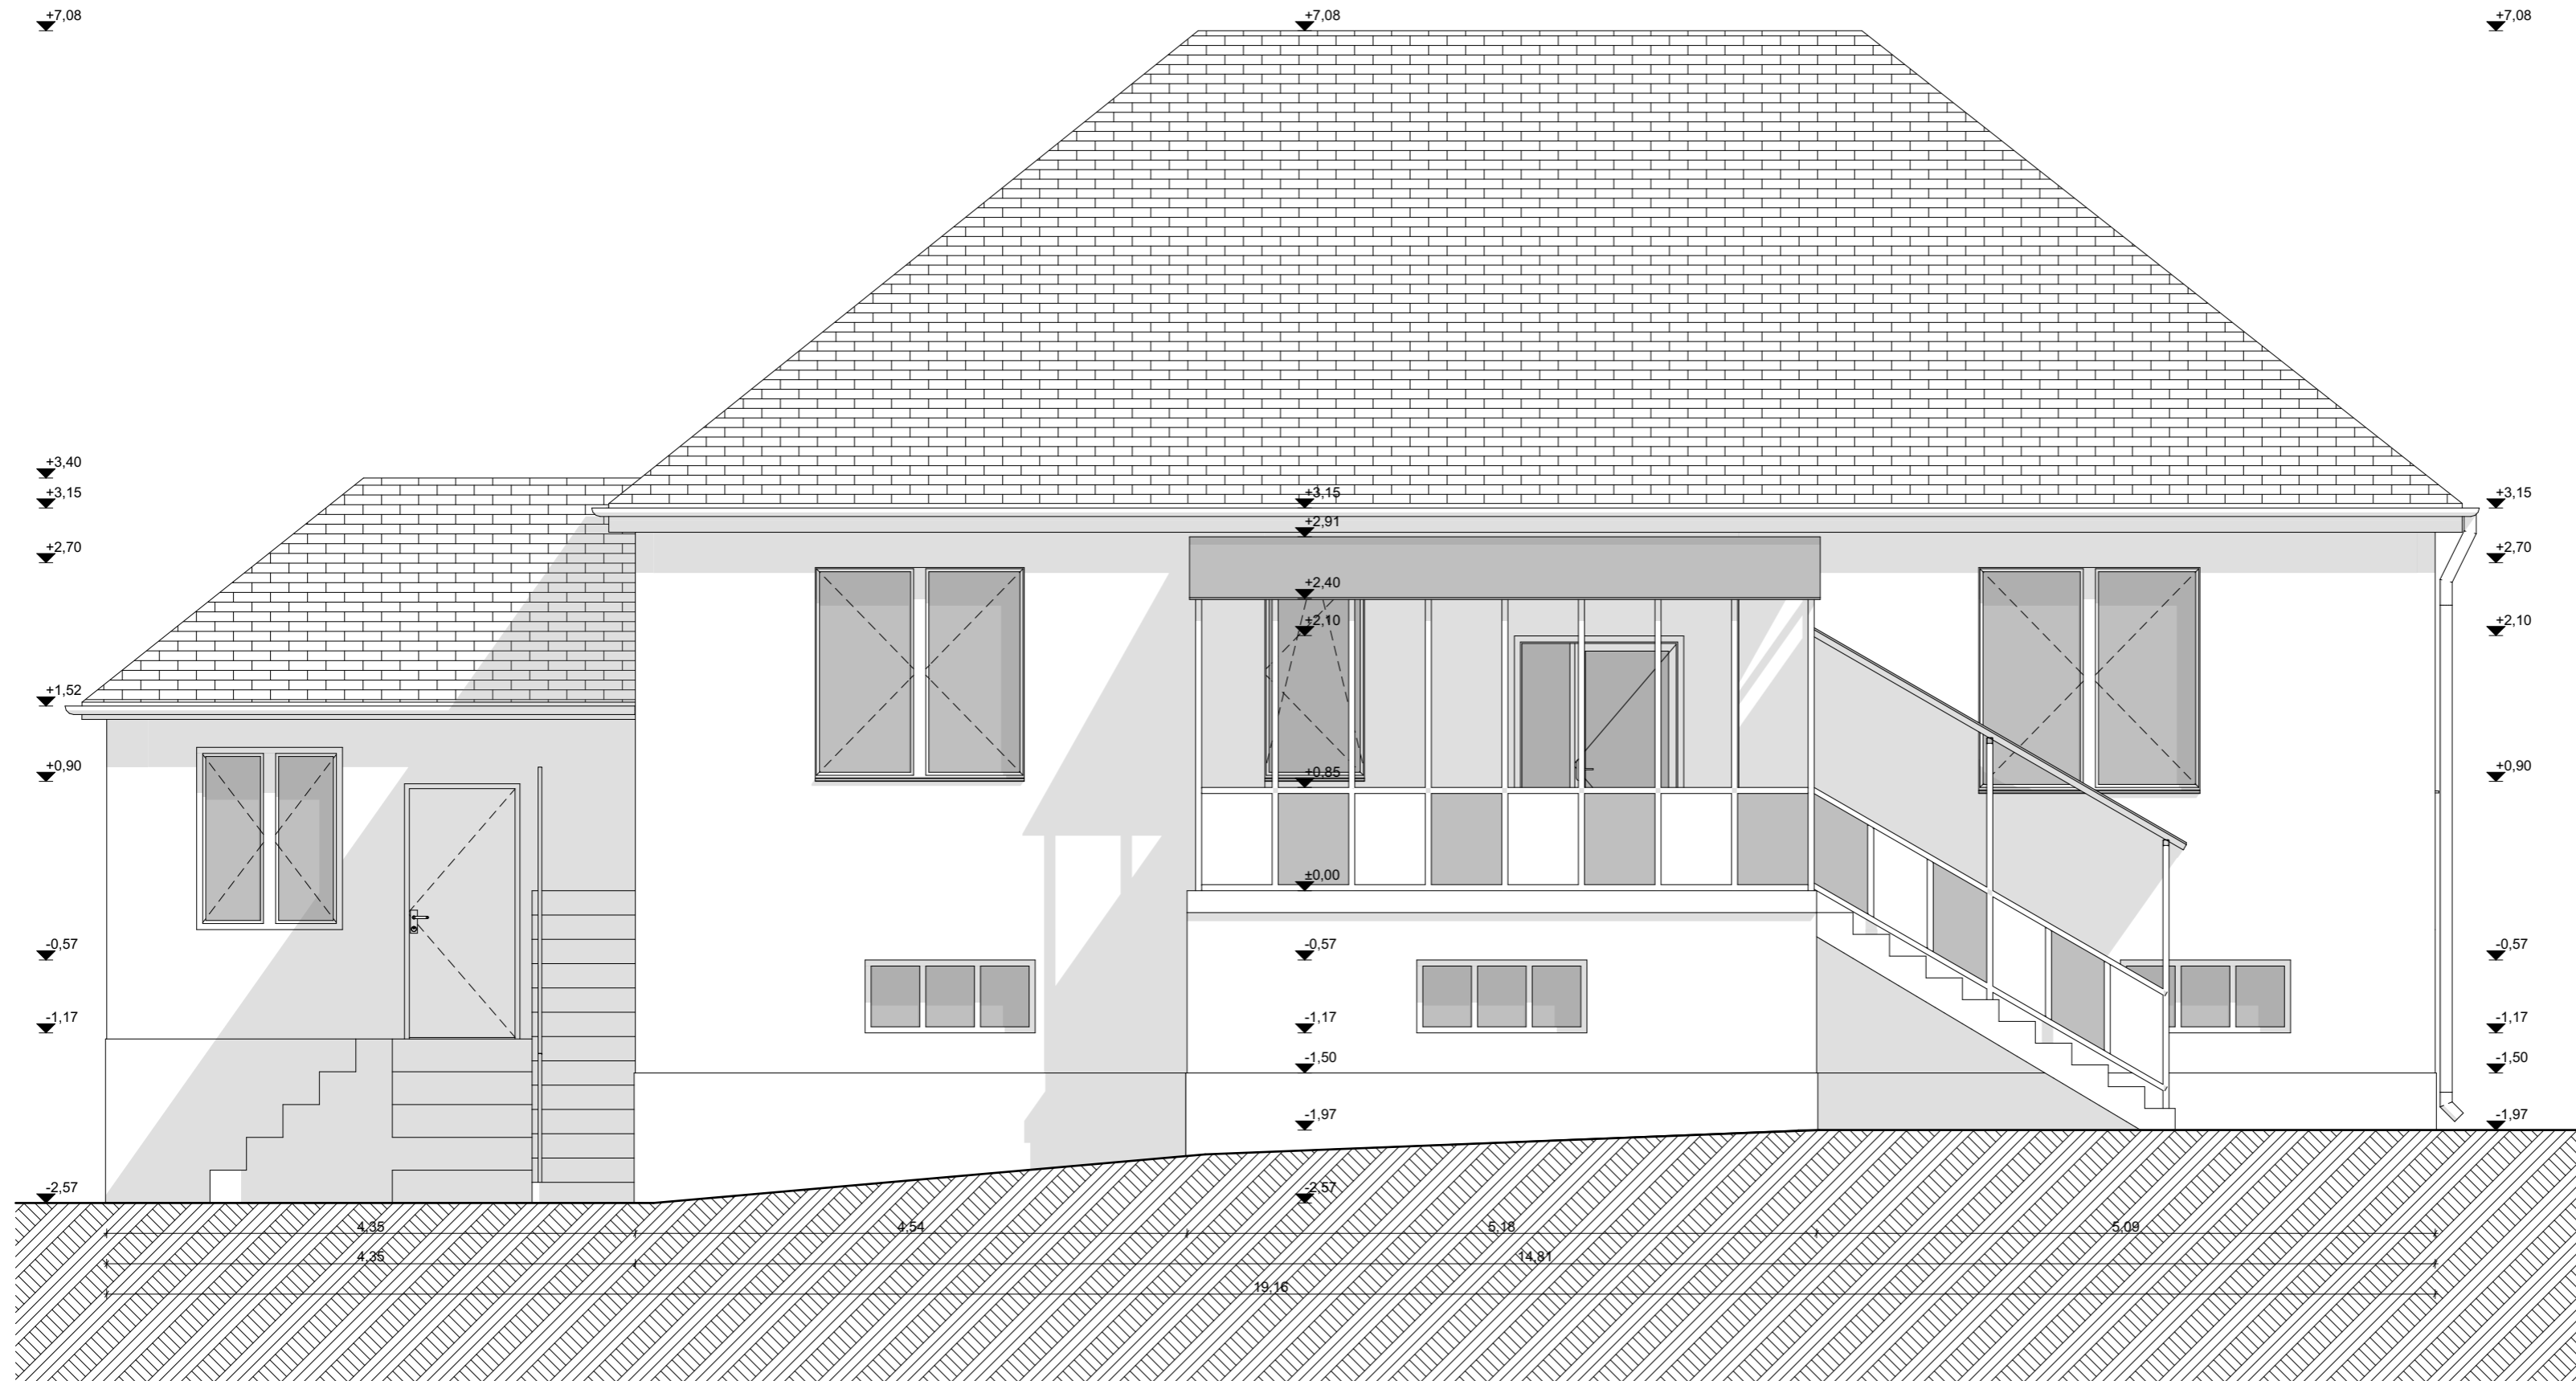 +7,08 +7,08 +7,08
+3,40
+3,15 +3,15 +3,15
+2,91
+2,70 +2,70
+2,40
+2,10 +2,10
+1,52
+0,90 +0,85 +0,90
±0,00
-0,57 -0,57 -0,57
-1,17 -1,17 -1,17
-1,50 -1,50
-1,97 -1,97
-2,57 -2,57
4,35 4,54 5,18 5,09
4,35 14,81
19,16